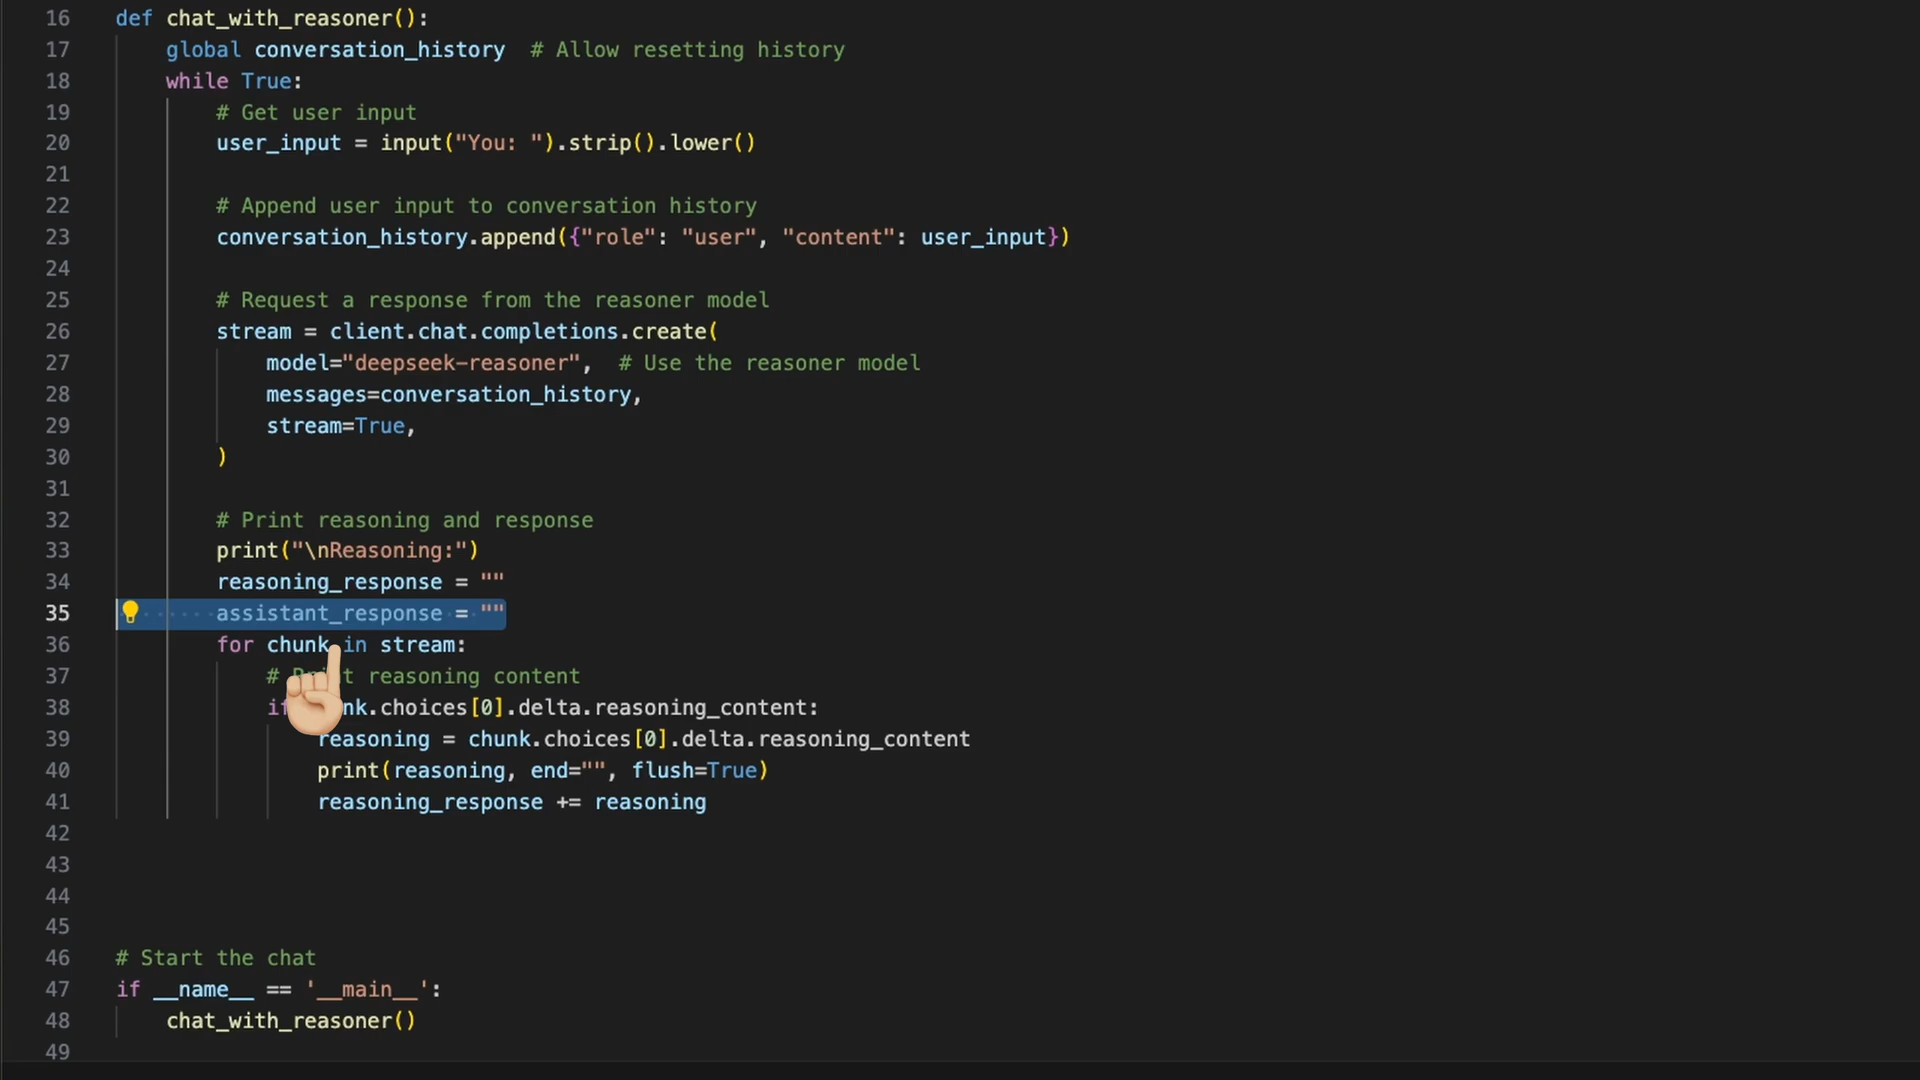 16 def chat_with_reasoner():
17     global conversation_history  # Allow resetting history
18     while True:
19         # Get user input
20         user_input = input("You: ").strip().lower()
21
22         # Append user input to conversation history
23         conversation_history.append({"role": "user", "content": user_input})
24
25         # Request a response from the reasoner model
26         stream = client.chat.completions.create(
27             model="deepseek-reasoner",  # Use the reasoner model
28             messages=conversation_history,
29             stream=True,
30         )
31
32         # Print reasoning and response
33         print("\nReasoning:")
34         reasoning_response = ""
35         assistant_response = ""
36         for chunk in stream:
37             # reasoning content
38             if .choices[0].delta.reasoning_content:
39                 reasoning = chunk.choices[0].delta.reasoning_content
40                 print(reasoning, end="", flush=True)
41                 reasoning_response += reasoning
42
43
44
45
46 # Start the chat
47 if __name__ == '__main__':
48     chat_with_reasoner()
49